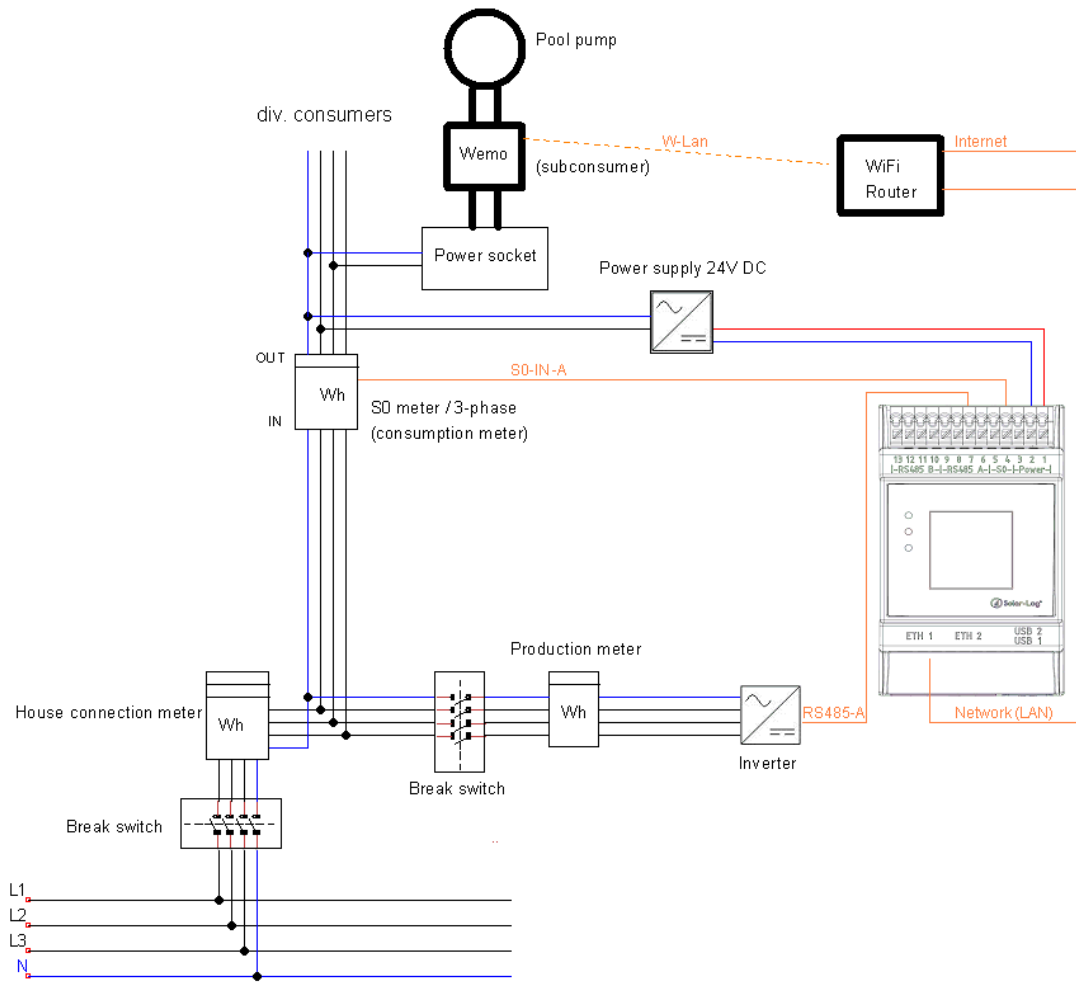 Pool pump
div. consumers
Wemo
(subconsumer)
W-Lan
WiFi
Router
Internet
Power socket
Power supply 24V DC
OUT
Wh
IN
S0-IN-A
S0 meter / 3-phase
(consumption meter)
13 12 11 10 9 8 7 6 5 4 3 2 1
|-RS485 B-|-RS485 A-|-S0-|-Power-|
Solar-Log®
ETH 1
ETH 2
USB 2
USB 1
Production meter
House connection meter
Wh
Wh
RS485-A
Network (LAN)
Inverter
Break switch
Break switch
..
L1
L2
L3
N